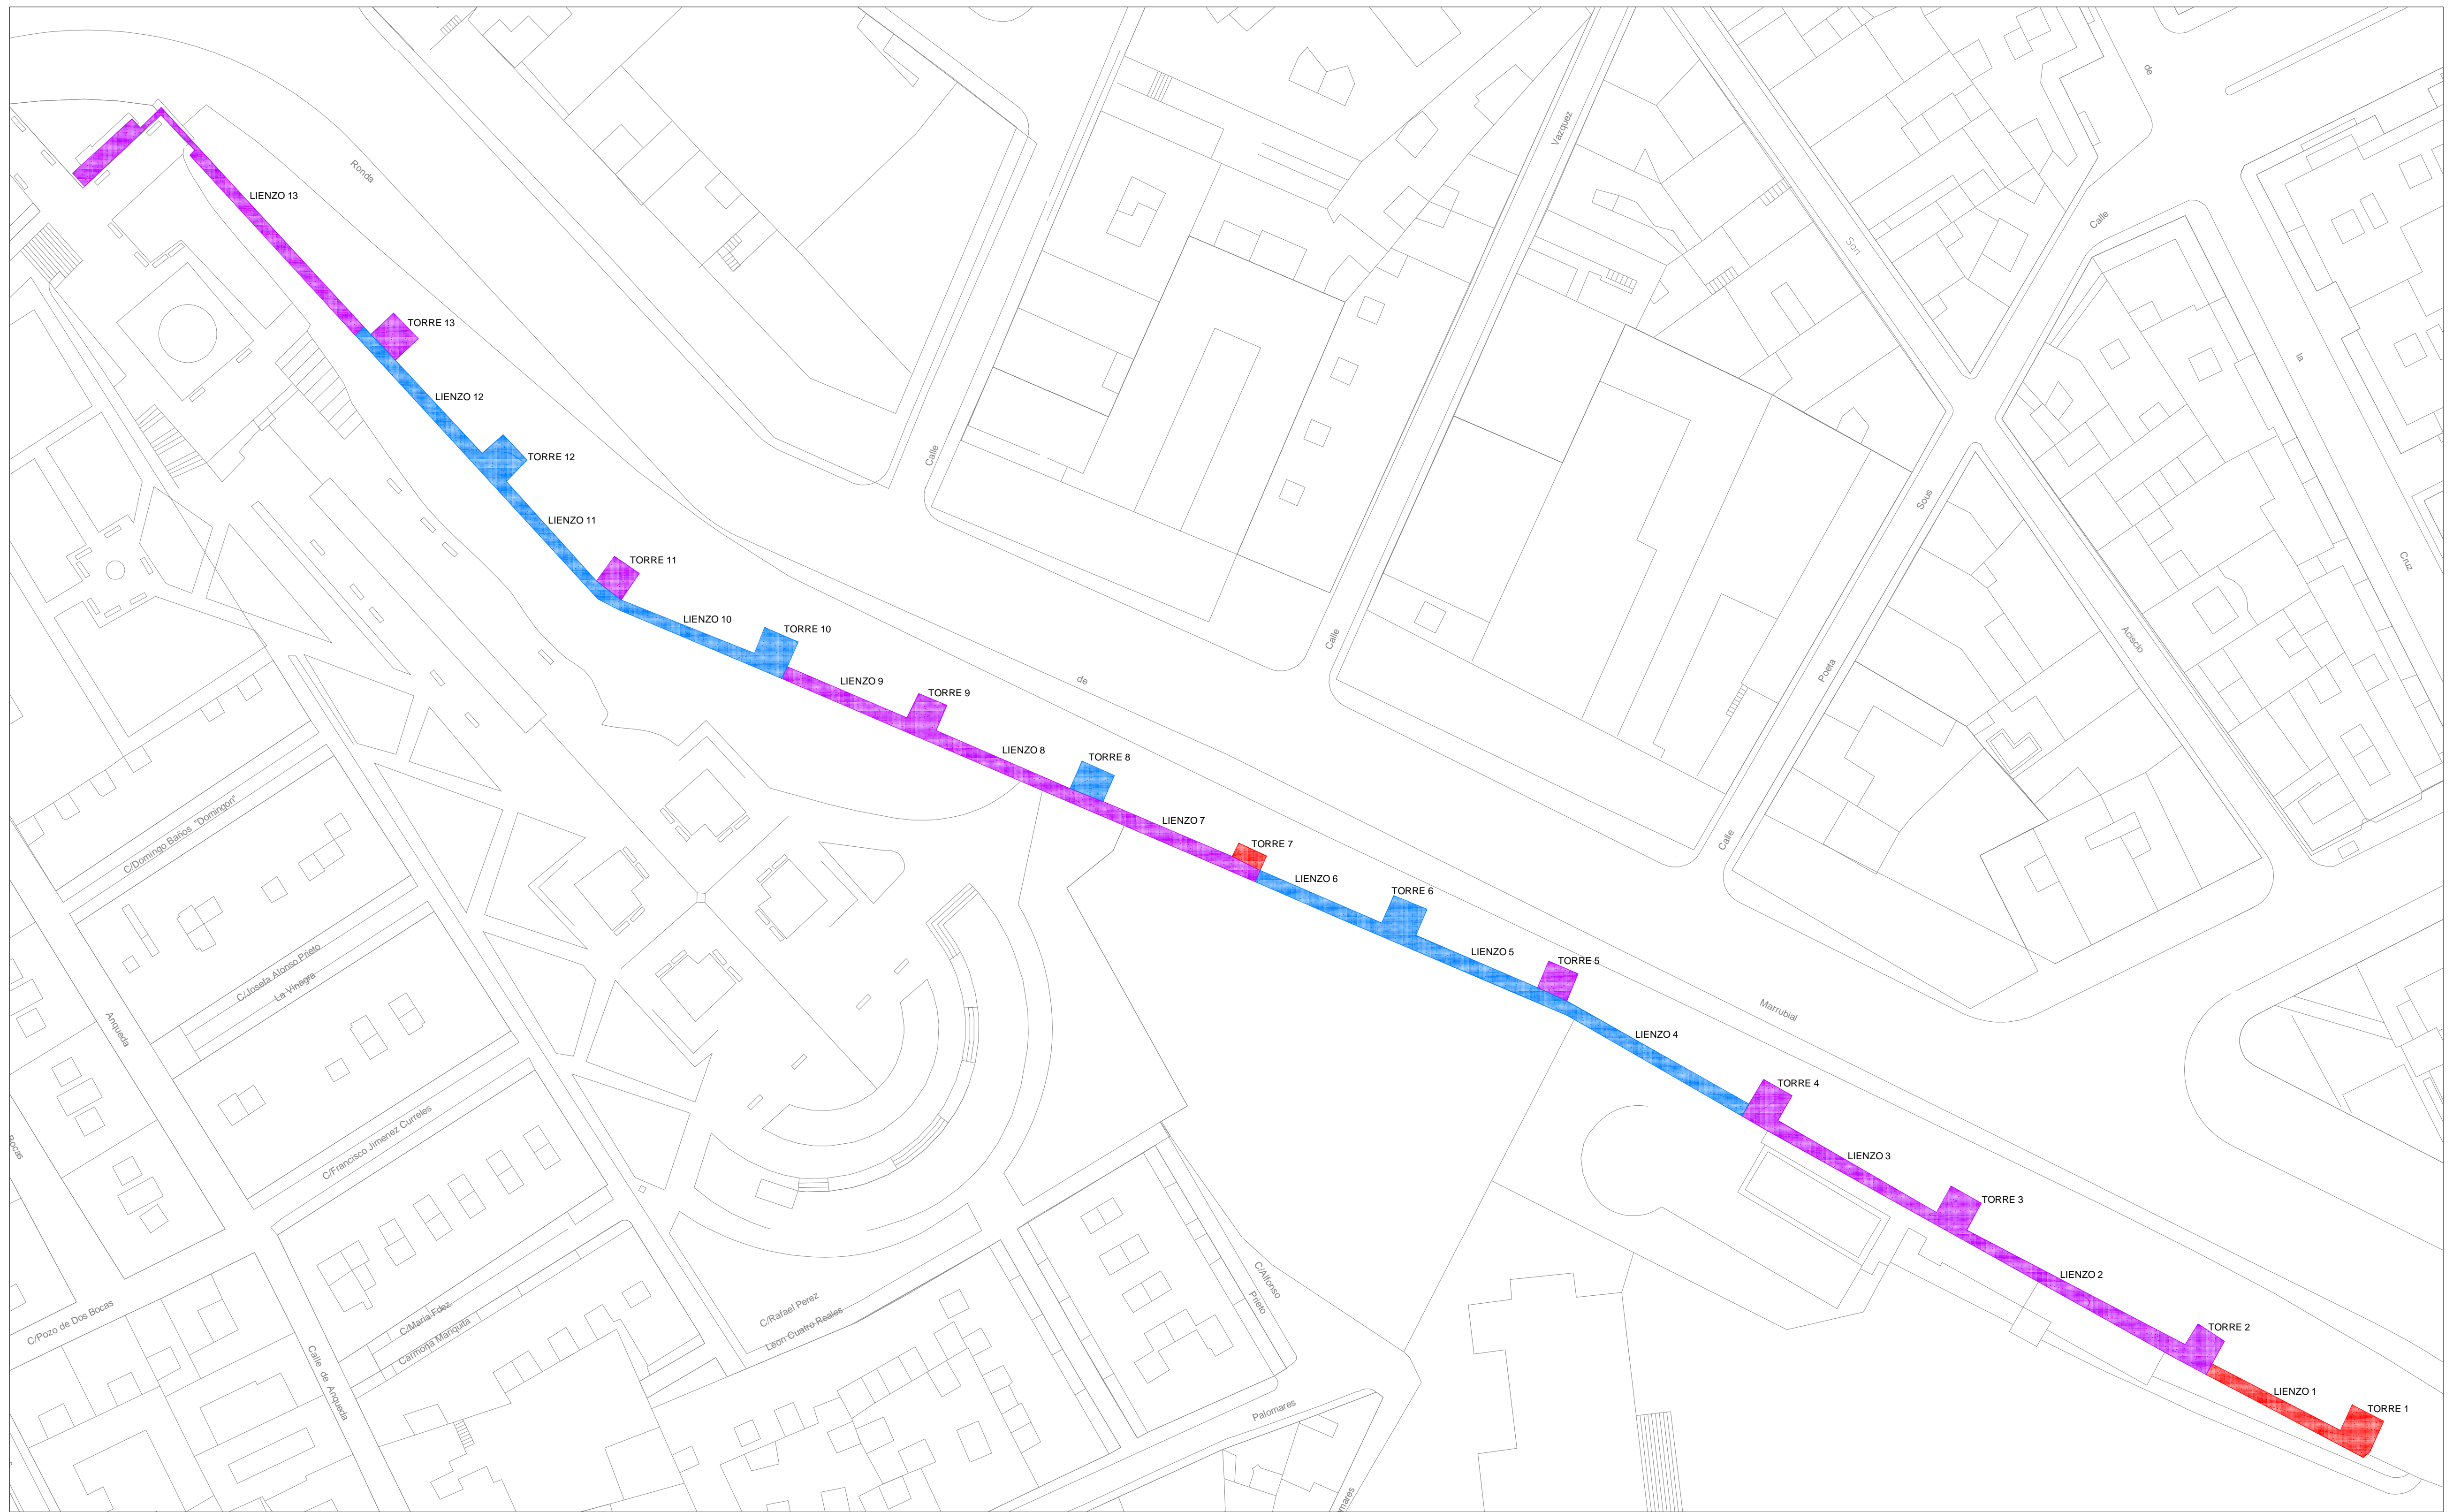 de
Vazquez
Ronda
LIENZO 13
Calle
San
TORRE 13
la
LIENZO 12
TORRE 12
Calle
Sous
LIENZO 11
TORRE 11
Cruz
LIENZO 10
TORRE 10
Calle
Acisclo
Poeta
de
LIENZO 9
TORRE 9
LIENZO 8
TORRE 8
LIENZO 7
C/Domingo Baños "Domingon"
Calle
TORRE 7
LIENZO 6
TORRE 6
LIENZO 5
TORRE 5
C/Josefa Alonso Prieto
La Vinagra
Marrubial
Anqueda
LIENZO 4
TORRE 4
C/Francisco Jimenez Curreles
Bocas
LIENZO 3
TORRE 3
LIENZO 2
C/Alfonso
Prieto
C/Rafael Perez
Leon Cuatro Reales
C/Pozo de Dos Bocas
C/Maria Fdez
Carmona Manquita
TORRE 2
Calle de Anqueda
LIENZO 1
TORRE 1
Palomares